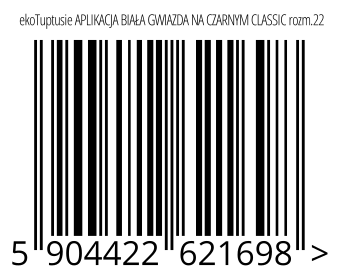 ekoTuptusie APLIKACJA BIAŁA GWIAZDA NA CZARNYM CLASSIC rozm.22
5 904422 621698 >